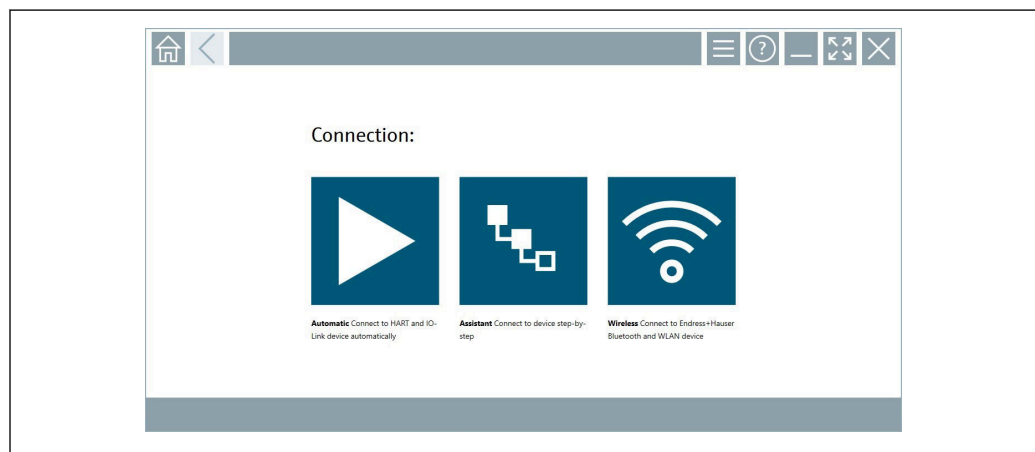 Connection:
Automatic Connect to HART and IO-
Link device automatically
Assistant Connect to device step-by-
step
Wireless Connect to Endress+Hauser
Bluetooth and WLAN device